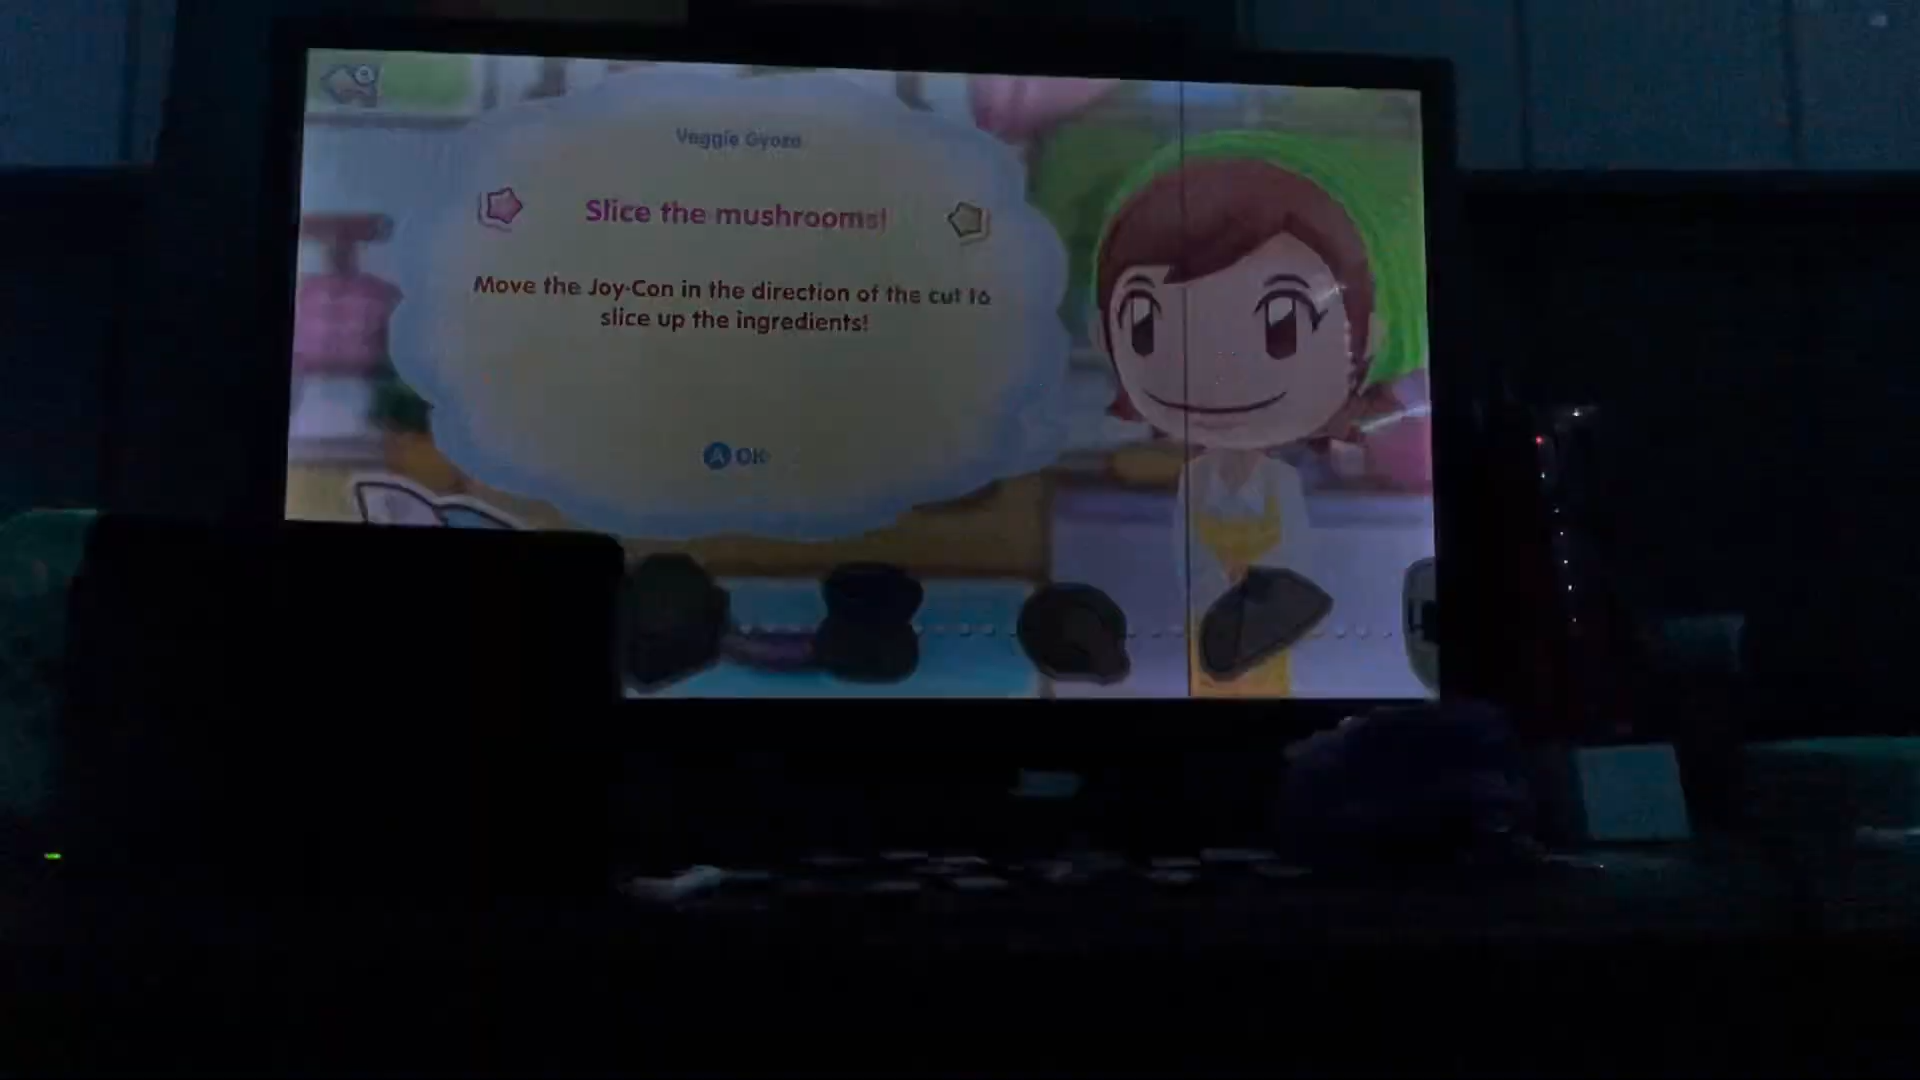 Veggie Gyoza
Slice the mushrooms!
Move the Joy-Con in the direction of the cut to
slice up the ingredients!
A OK